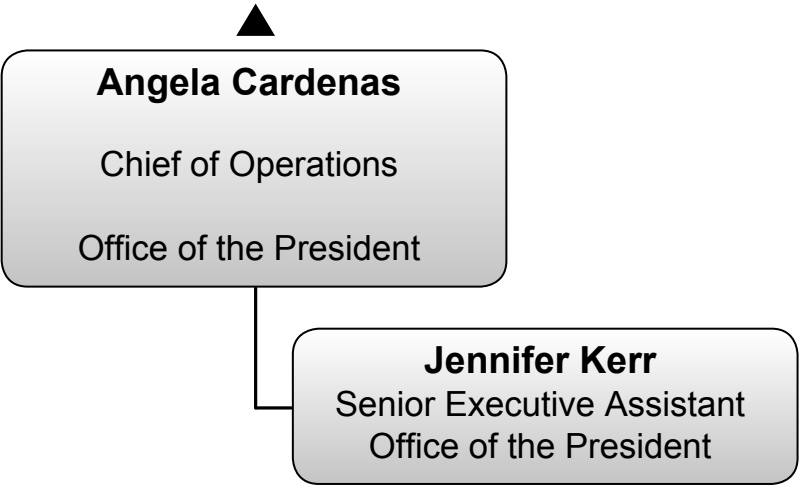 Angela Cardenas
Chief of Operations
Office of the President
Jennifer Kerr
Senior Executive Assistant
Office of the President